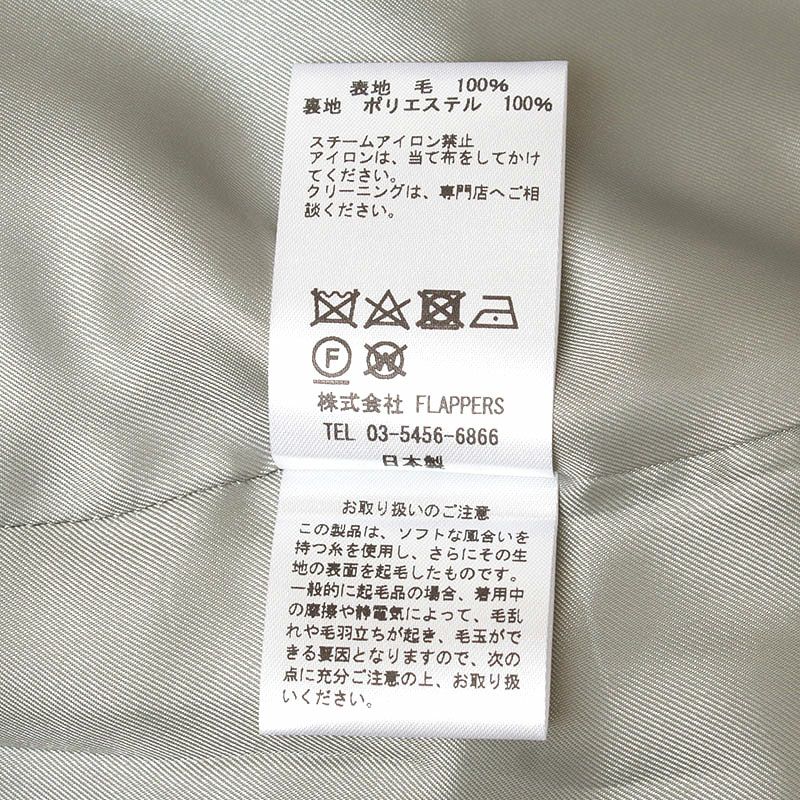 表地 毛 100%
裏地 ポリエステル 100%
スチームアイロン禁止
アイロンは、当て布をしてかけ
てください。
クリーニングは、専門店へご相
談ください。
F
W
株式会社 FLAPPERS
TEL 03-5456-6866
日本製
お取り扱いのご注意
この製品は、ソフトな風合いを
持つ糸を使用し、さらにその生
地の表面を起毛したものです。
一般的に起毛品の場合、着用中
の摩擦や静電気によって、毛乱
れや毛羽立ちが起き、毛玉がで
きる要因となりますので、次の
点に充分ご注意の上、お取り扱
いください。